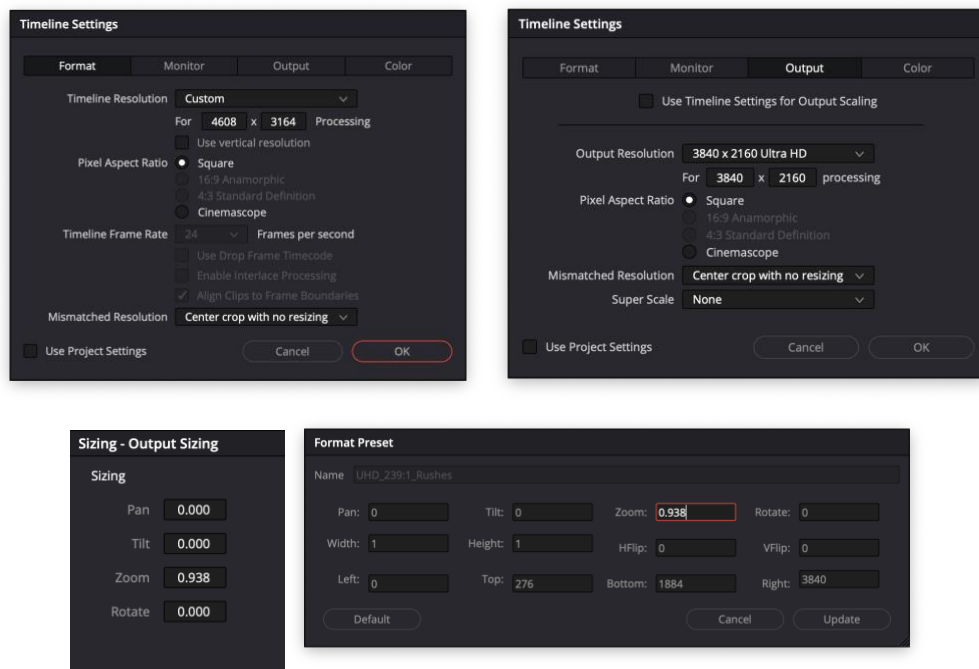 Timeline Settings
Format Monitor Output Color
Timeline Resolution Custom
For 4608 x 3164 Processing
Use vertical resolution
Pixel Aspect Ratio Square
16:9 Anamorphic
4:3 Standard Definition
Cinemascope
Timeline Frame Rate 24 Frames per second
Use Drop Frame Timecode
Enable Interlace Processing
Align Clips to Frame Boundaries
Mismatched Resolution Center crop with no resizing
Use Project Settings Cancel OK
Timeline Settings
Format Monitor Output Color
Use Timeline Settings for Output Scaling
Output Resolution 3840 x 2160 Ultra HD
For 3840 x 2160 processing
Pixel Aspect Ratio Square
16:9 Anamorphic
4:3 Standard Definition
Cinemascope
Mismatched Resolution Center crop with no resizing
Super Scale None
Use Project Settings Cancel OK
Sizing - Output Sizing
Sizing
Pan 0.000
Tilt 0.000
Zoom 0.938
Rotate 0.000
Format Preset
Name UHD_239:1_Rushes
Pan: 0 Tilt: 0 Zoom: 0.938 Rotate: 0
Width: 1 Height: 1 HFlip: 0 VFlip: 0
Left: 0 Top: 276 Bottom: 1884 Right: 3840
Default Cancel Update